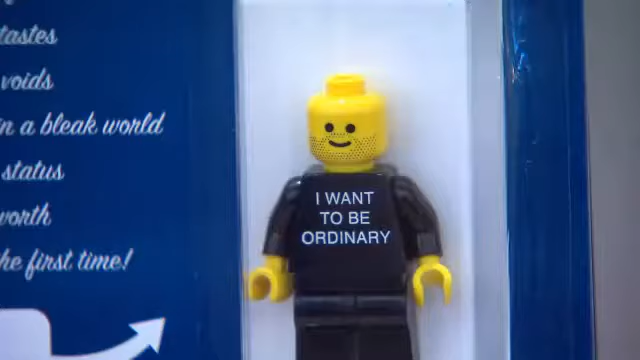 tastes
voids
in a bleak world
status
worth
he first time!
I WANT
TO BE
ORDINARY